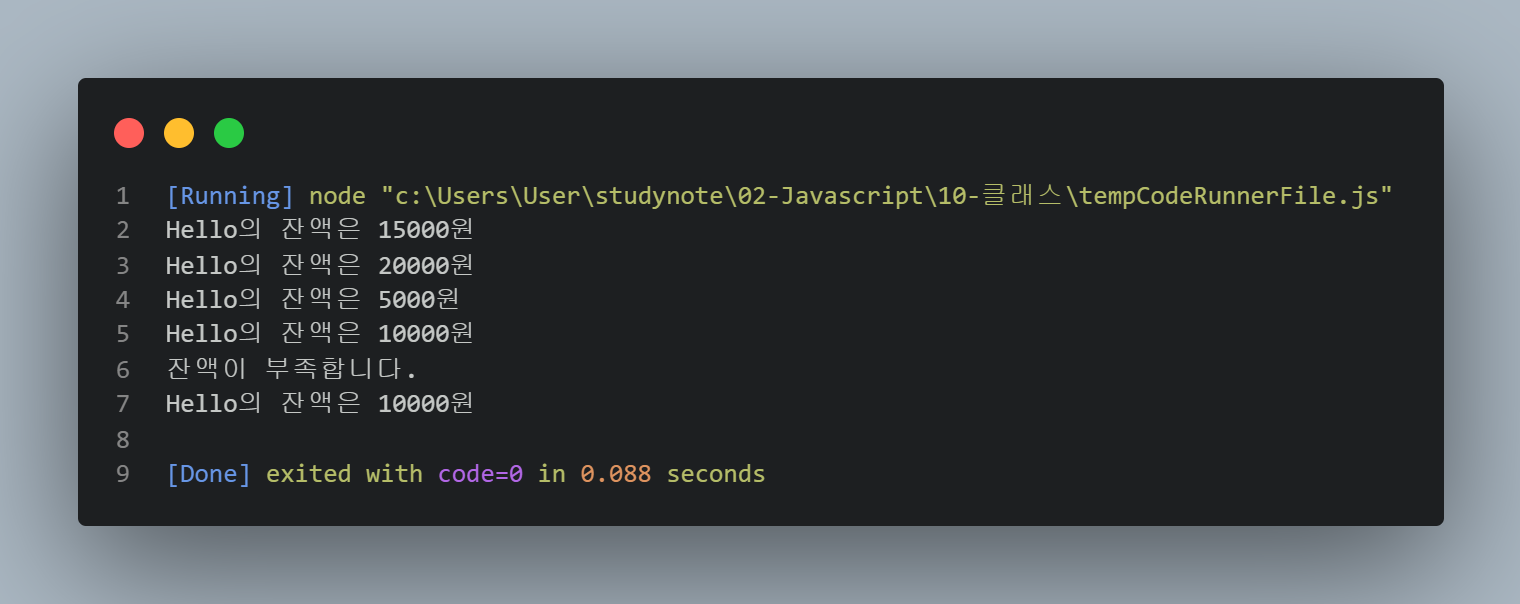 1 [Running] node "c:\Users\User\studynote\02-Javascript\10-클래스\tempCodeRunnerFile.js"
2 Hello의 잔액은 15000원
3 Hello의 잔액은 20000원
4 Hello의 잔액은 5000원
5 Hello의 잔액은 10000원
6 잔액이 부족합니다.
7 Hello의 잔액은 10000원
8
9 [Done] exited with code=0 in 0.088 seconds